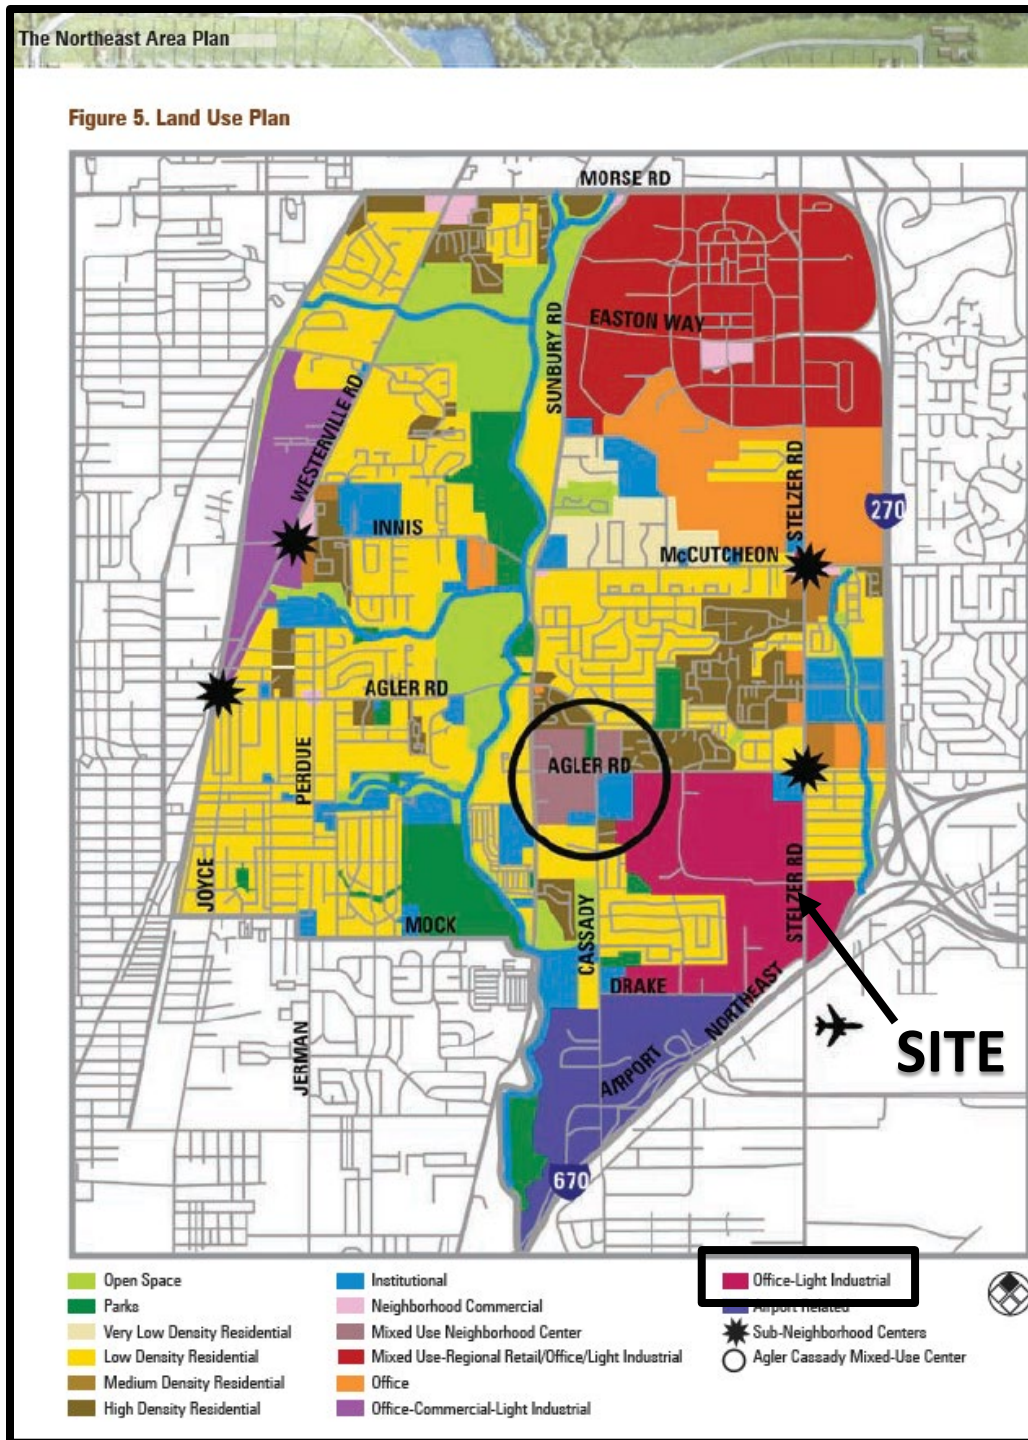 The Northeast Area Plan
Figure 5. Land Use Plan
MORSE RD
EASTON WAY
SUNBURY RD
WESTERVILLE RD
STELZER RD
270
INNIS
McCUTCHEON
AGLER RD
AGLER RD
PERDUE
JOYCE
STELZER RD
MOCK
CASSADY
DRAKE
NORTHEAST
AIRPORT
SITE
JERMAN
670
Open Space
Parks
Very Low Density Residential
Low Density Residential
Medium Density Residential
High Density Residential
Institutional
Neighborhood Commercial
Mixed Use Neighborhood Center
Mixed Use-Regional Retail/Office/Light Industrial
Office
Office-Commercial-Light Industrial
Office-Light Industrial
Airport Related
Sub-Neighborhood Centers
Agler Cassady Mixed-Use Center